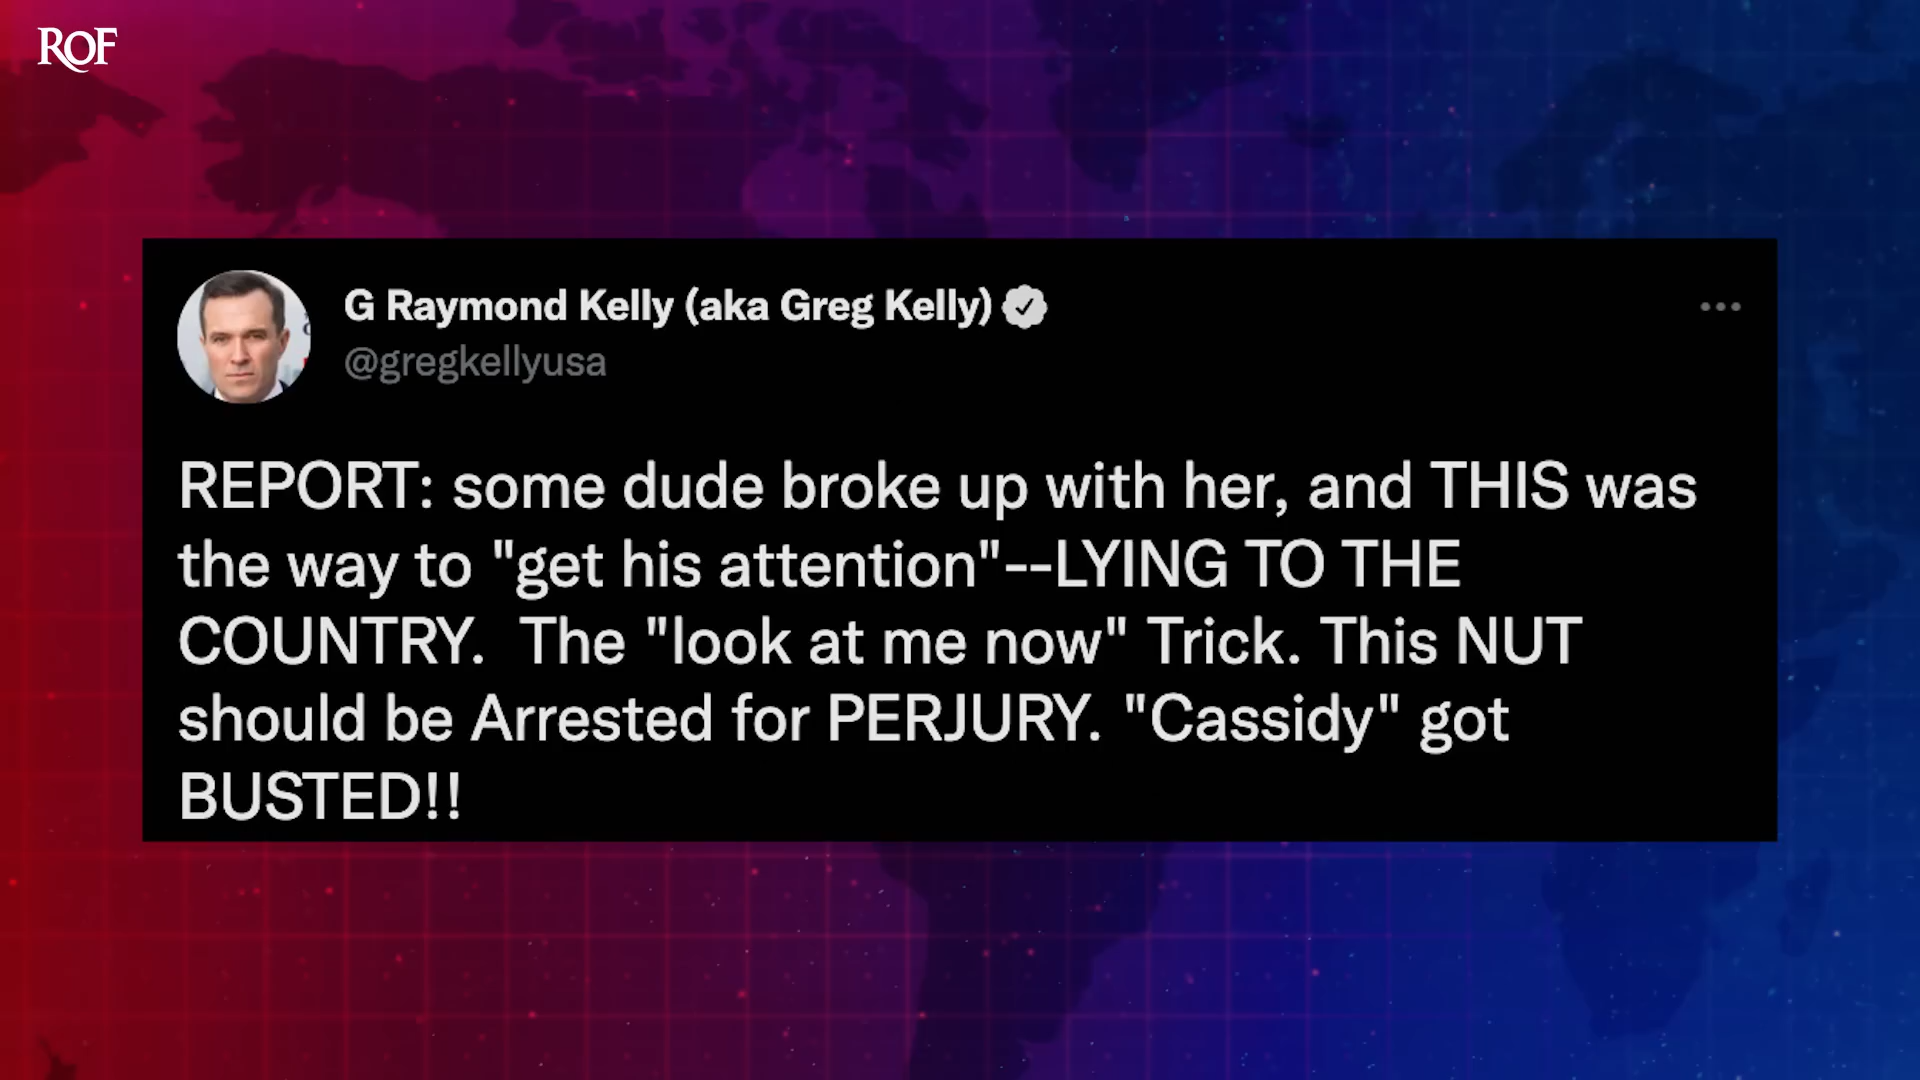 ROF
G Raymond Kelly (aka Greg Kelly)
@gregkellyusa
REPORT: some dude broke up with her, and THIS was
the way to "get his attention"--LYING TO THE
COUNTRY.  The "look at me now" Trick. This NUT
should be Arrested for PERJURY. "Cassidy" got
BUSTED!!